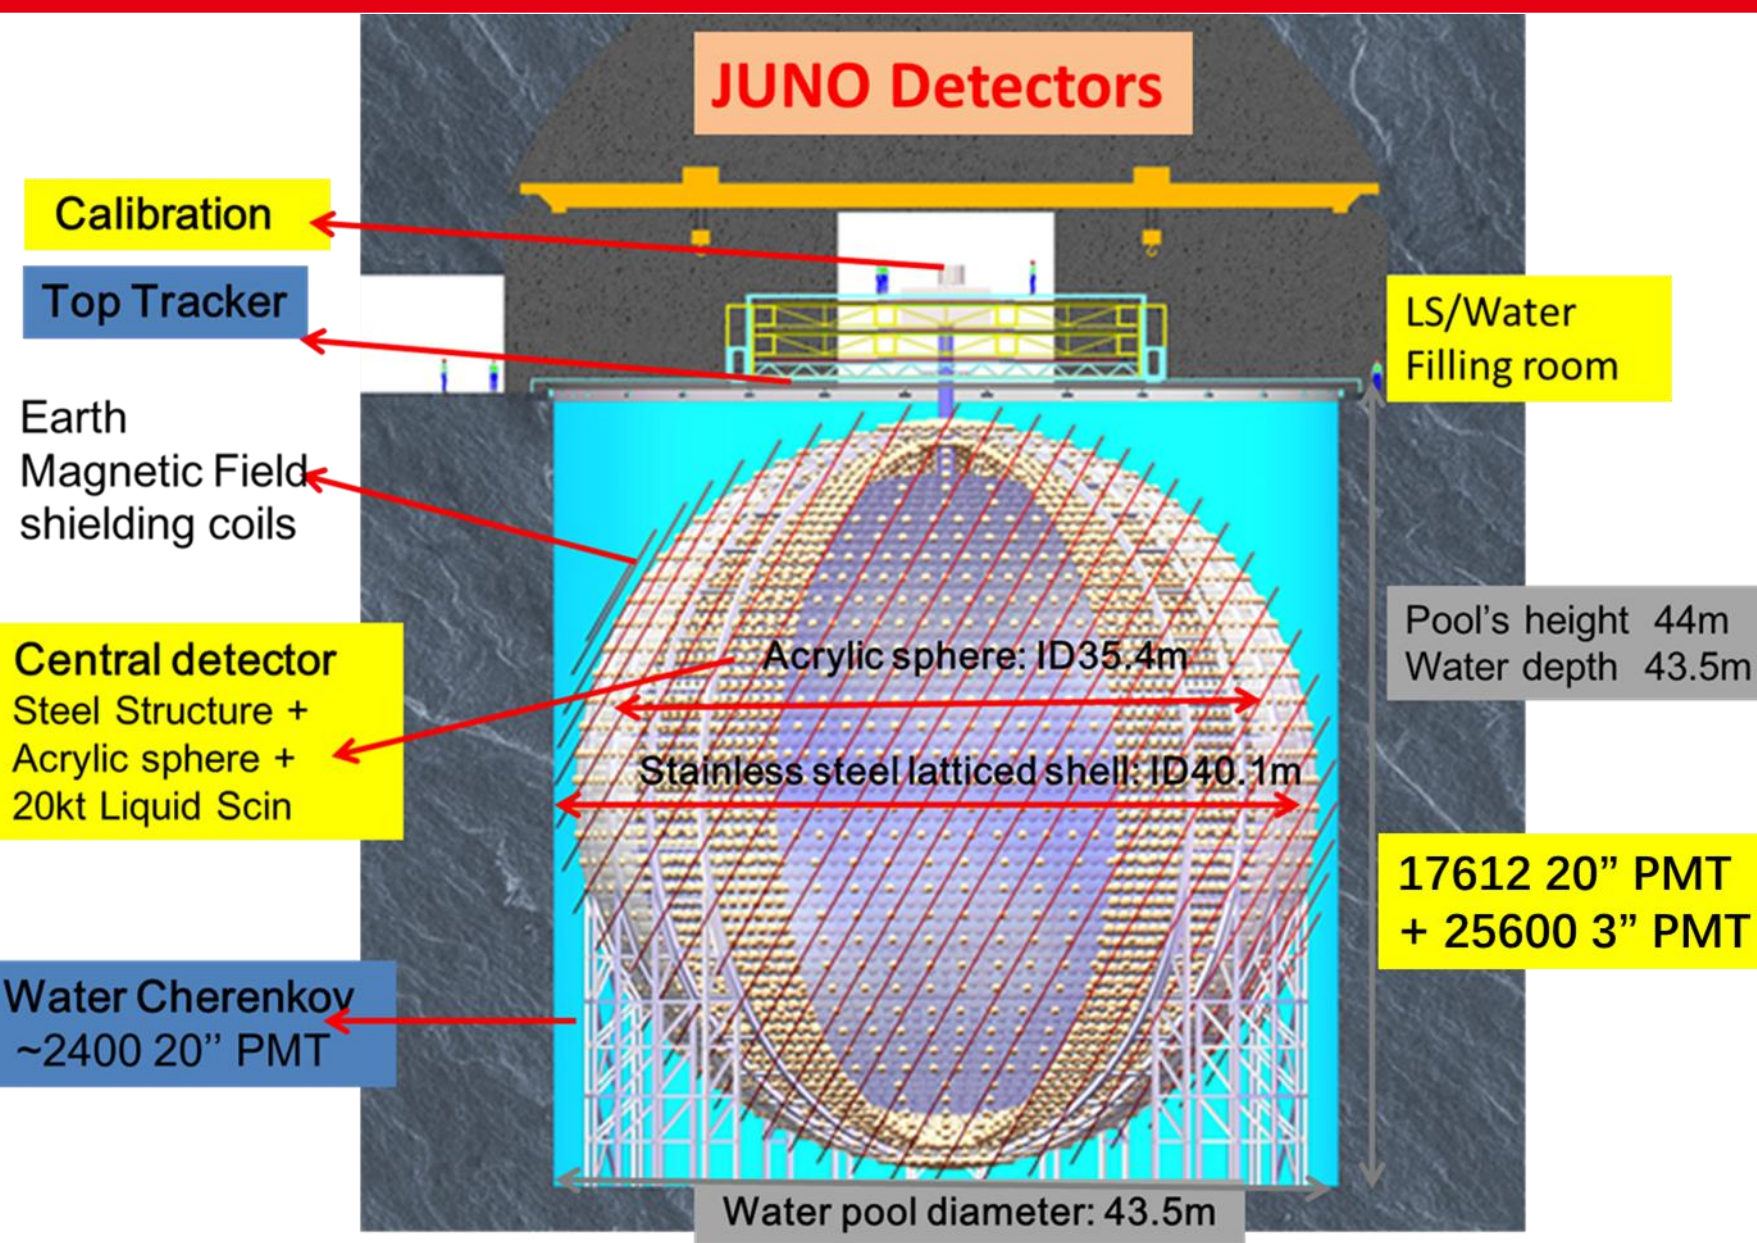 JUNO Detectors
Calibration
Top Tracker
Earth
Magnetic Field
shielding coils
Central detector
Steel Structure +
Acrylic sphere +
20kt Liquid Scin
Water Cherenkov
~2400 20’’ PMT
Acrylic sphere: ID35.4m
Stainless steel latticed shell: ID40.1m
LS/Water
Filling room
Pool’s height 44m
Water depth 43.5m
17612 20” PMT
+ 25600 3” PMT
Water pool diameter: 43.5m